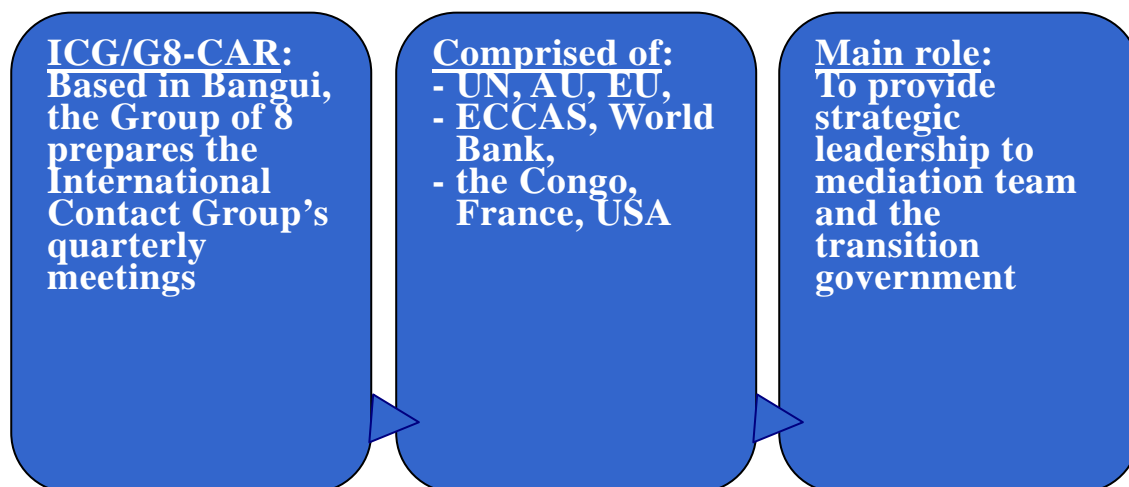 ICG/G8-CAR:
Based in Bangui,
the Group of 8
prepares the
International
Contact Group’s
quarterly
meetings
Comprised of:
- UN, AU, EU,
- ECCAS, World
Bank,
- the Congo,
France, USA
Main role:
To provide
strategic
leadership to
mediation team
and the
transition
government